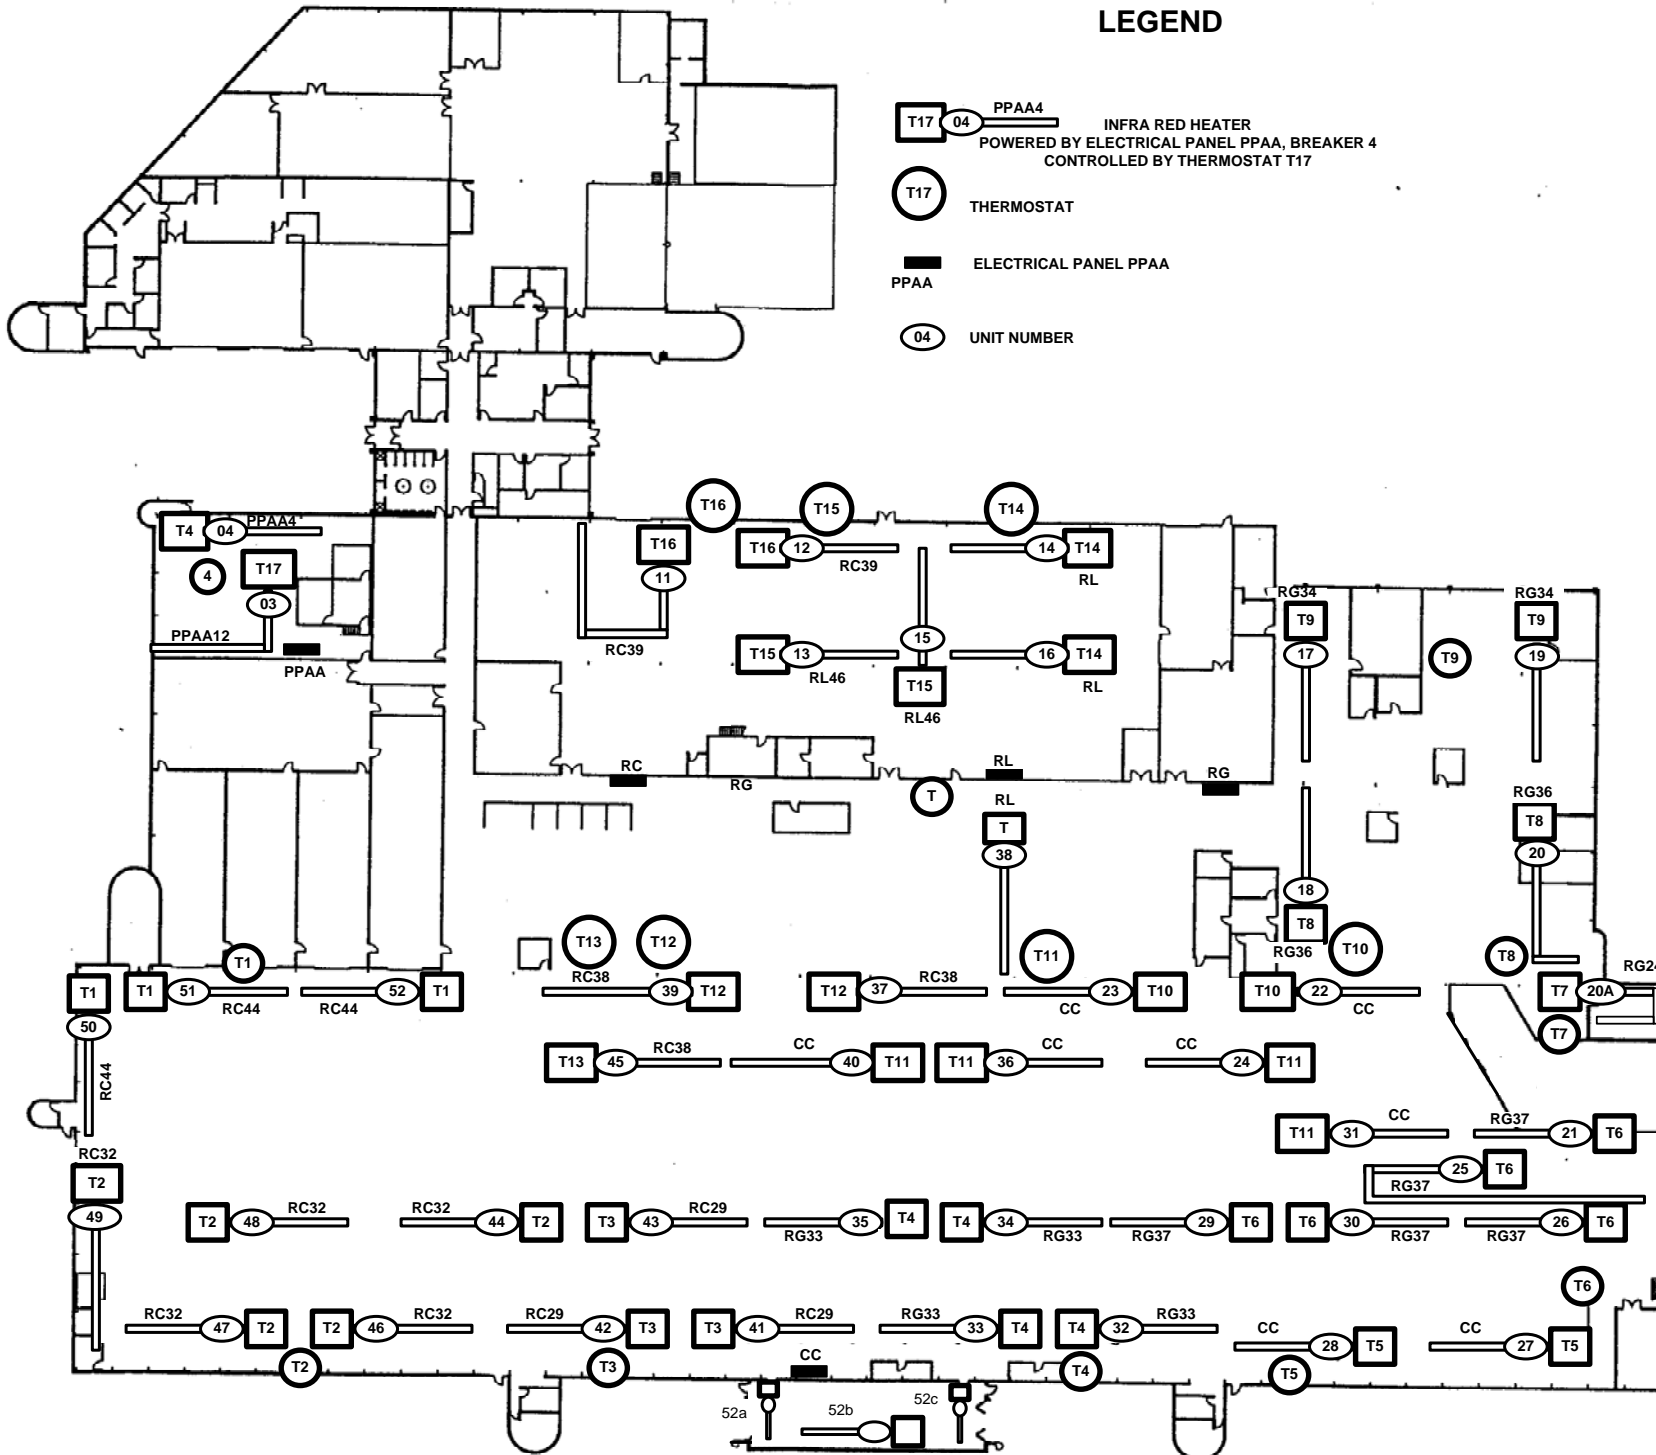 LEGEND
T17 04 PPAA4
INFRA RED HEATER
POWERED BY ELECTRICAL PANEL PPAA, BREAKER 4
CONTROLLED BY THERMOSTAT T17
T17 THERMOSTAT
ELECTRICAL PANEL PPAA
PPAA
04 UNIT NUMBER
T16 T15 T14
T4 04 PPAA4
T16 T16 12 14 T14
RC39 RL
4 T17 11
03
RG34 RG34
T9 T9
PPAA12
RC39
T15 13 15 16 T14
17 T9 19
PPAA
RL46 T15 RL
RL46
RC RL RG
RG
T RL
RG36
T T8
38 20
18
T8
T13 T12 T11 RG36 T10 T8
T1
RC38 RC38 RG24
T1 T1 51 52 T1 39 T12 T12 37 23 T10 T10 22 T7 20A
RC44 RC44 CC CC
50 T7
RC44
T13 45 RC38 CC 40 T11 T11 36 CC CC 24 T11
T11 31 CC RG37 21 T6
RC32
25 T6
T2 RG37
49
T2 48 RC32 RC32 44 T2 T3 43 RC29 35 T4 T4 34 29 T6 T6 30 26 T6
RG33 RG33 RG37 RG37 RG37
T6
RC32 47 T2 T2 46 RC32 RC29 42 T3 T3 41 RC29 RG33 33 T4 T4 32 RG33
CC 28 T5 CC 27 T5
T2 T3 CC T4 T5
52a 52b 52c